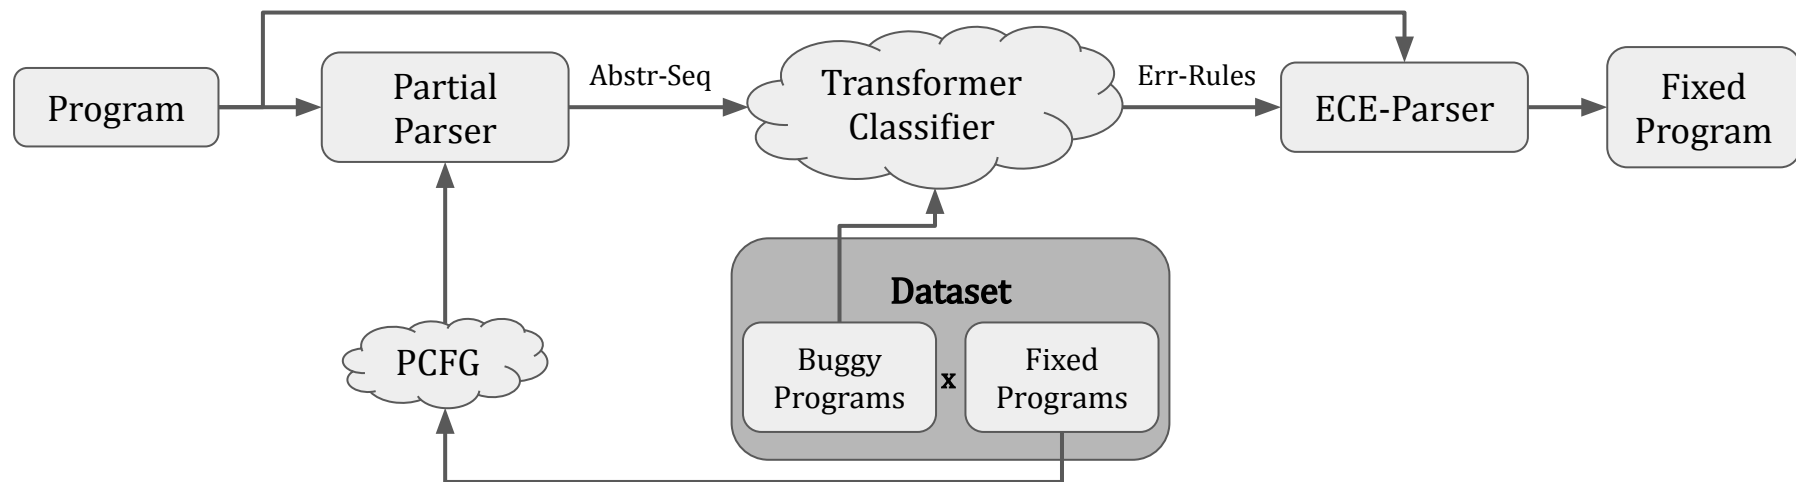 Program
Partial
Parser
Abstr-Seq
Transformer
Classifier
Err-Rules
ECE-Parser
Fixed
Program
PCFG
Dataset
Buggy
Programs
x
Fixed
Programs